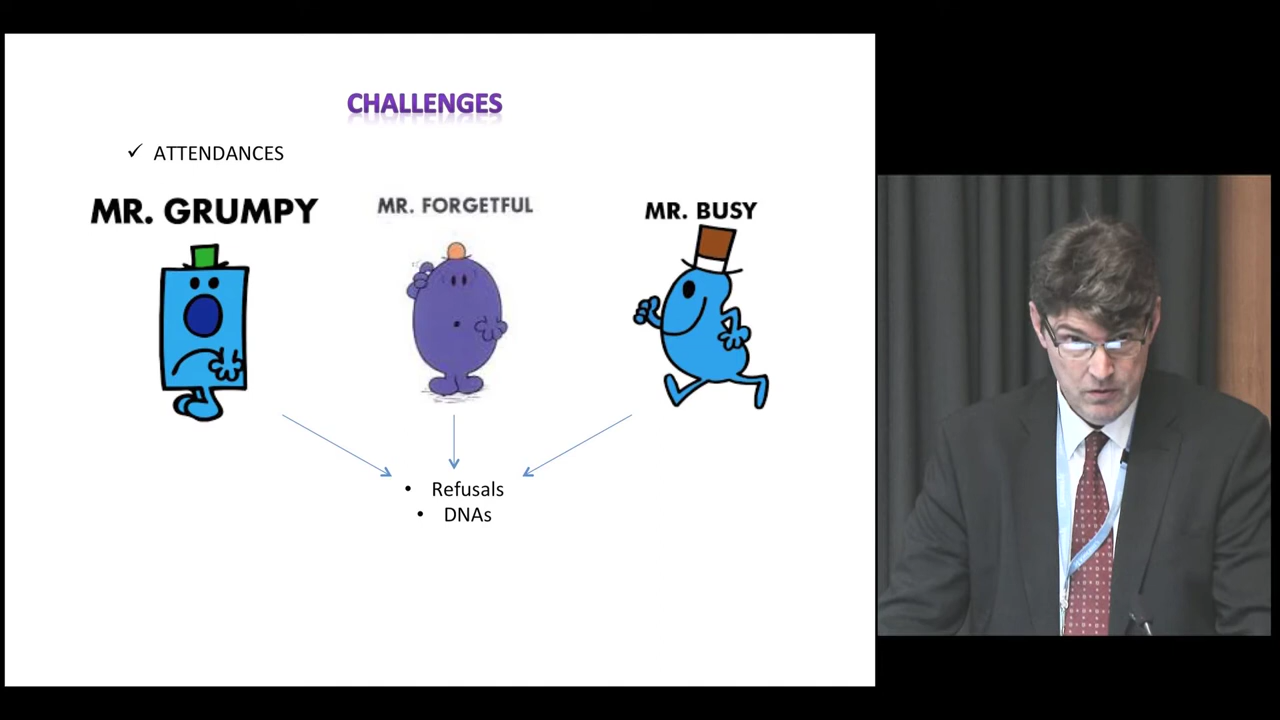 CHALLENGES
✓ ATTENDANCES
MR. GRUMPY
MR. FORGETFUL
MR. BUSY
• Refusals
• DNAs